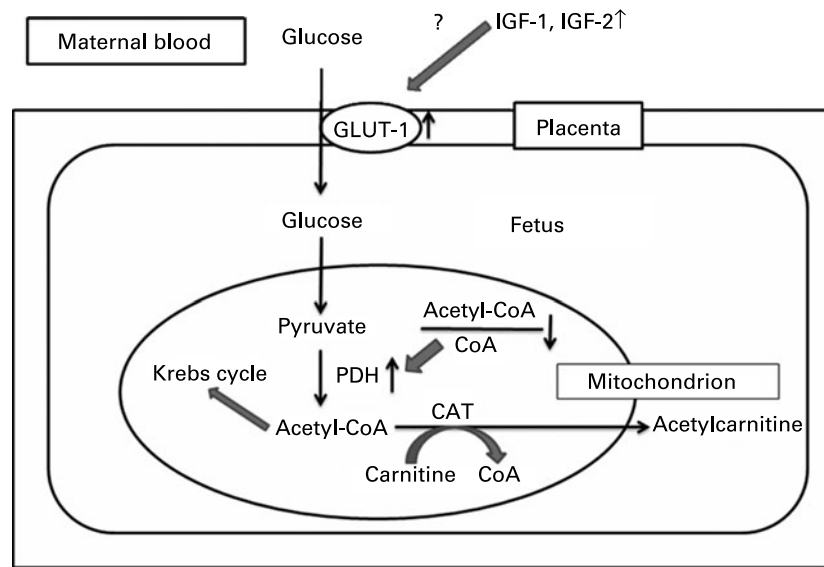 Maternal blood
Glucose
?
IGF-1, IGF-2↑
GLUT-1
Placenta
Glucose
Fetus
Pyruvate
Acetyl-CoA
CoA
PDH
Krebs cycle
Mitochondrion
Acetyl-CoA
CAT
Acetylcarnitine
Carnitine
CoA